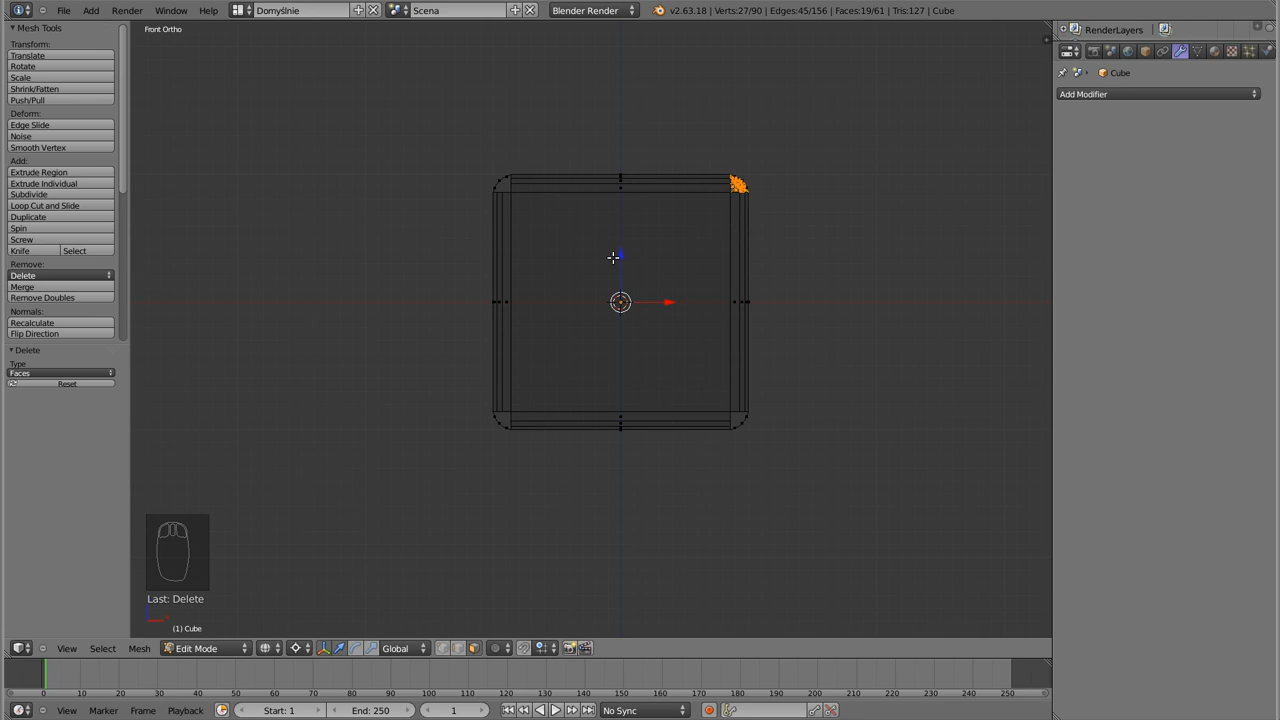 File Add Render Window Help Domyślnie Scena Blender Render v2.63.18 | Verts:27/90 | Edges:45/156 | Faces:19/61 | Tris:127 | Cube
Mesh Tools
Transform:
Translate
Rotate
Scale
Shrink/Fatten
Push/Pull
Deform:
Edge Slide
Noise
Smooth Vertex
Add:
Extrude Region
Extrude Individual
Subdivide
Loop Cut and Slide
Duplicate
Spin
Screw
Knife Select
Remove:
Delete
Merge
Remove Doubles
Normals:
Recalculate
Flip Direction
Delete
Type
Faces
Reset
Front Ortho
Last: Delete
(1) Cube
RenderLayers
Cube
Add Modifier
View Select Mesh Edit Mode Global
0 10 20 30 40 50 60 70 80 90 100 110 120 130 140 150 160 170 180 190 200 210 220 230 240 250
View Marker Frame Playback Start: 1 End: 250 1 No Sync